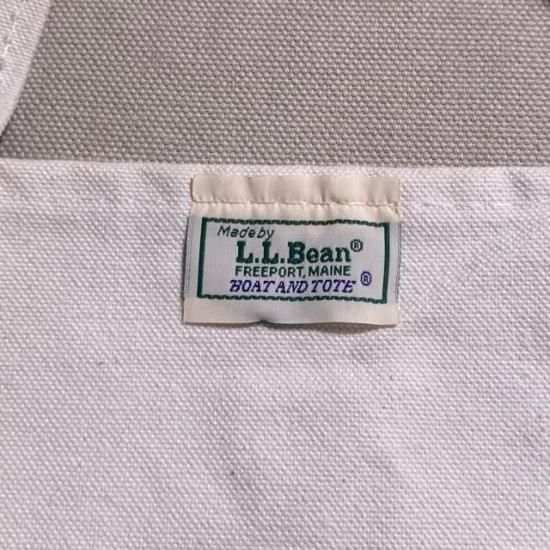 Made by
L.L.Bean®
FREEPORT, MAINE
BOAT AND TOTE®